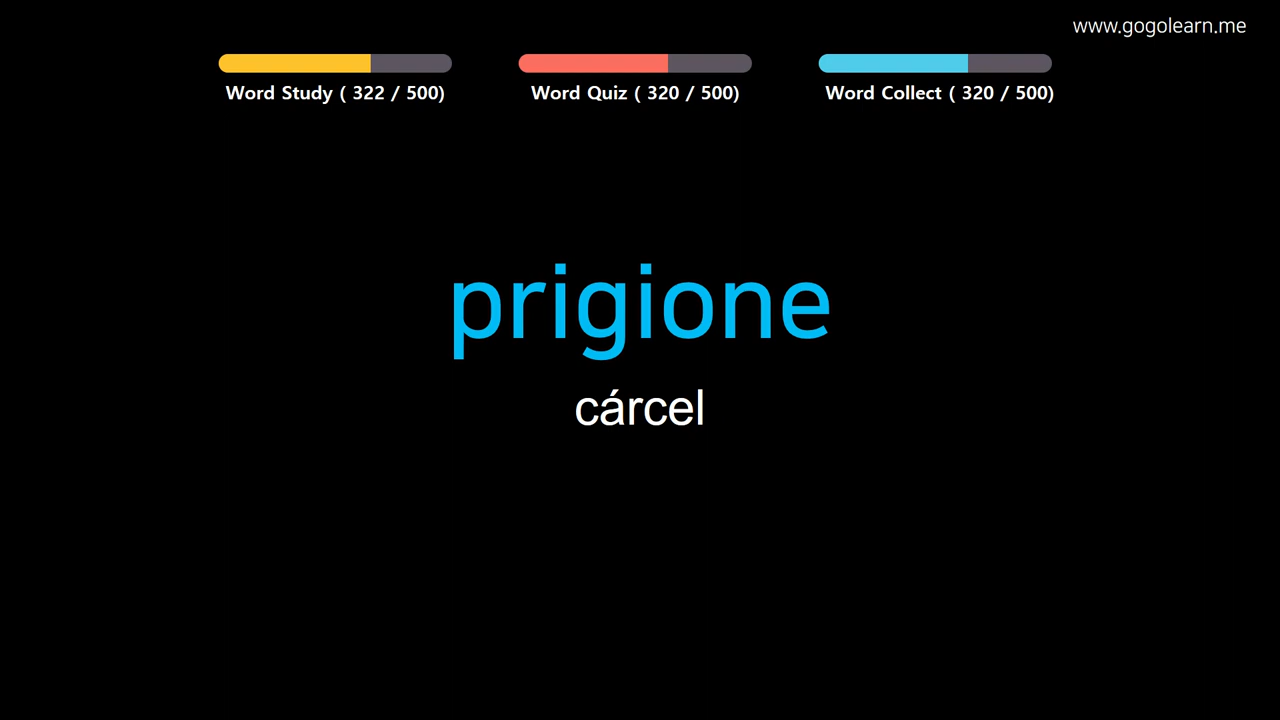 www.gogolearn.me
Word Study ( 322 / 500)
Word Quiz ( 320 / 500)
Word Collect ( 320 / 500)
prigione
cárcel